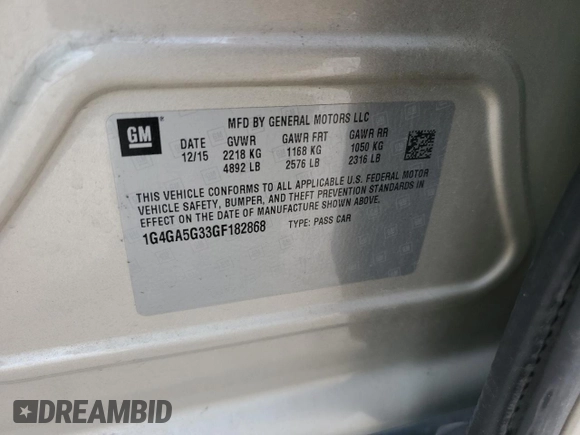 GM
MFD BY GENERAL MOTORS LLC
DATE GVWR GAWR FRT GAWR RR
12/15 2218 KG 1168 KG 1050 KG
4892 LB 2576 LB 2316 LB
THIS VEHICLE CONFORMS TO ALL APPLICABLE U.S. FEDERAL MOTOR
VEHICLE SAFETY, BUMPER, AND THEFT PREVENTION STANDARDS IN
EFFECT ON THE DATE OF MANUFACTURE SHOWN ABOVE.
1G4GA5G33GF182868 TYPE: PASS CAR
DREAMBID